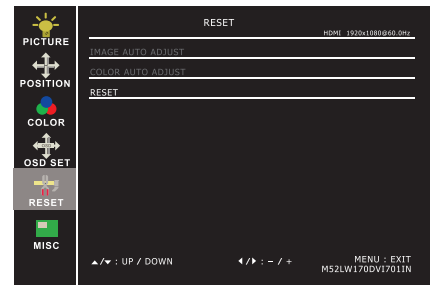 RESET
HDMI 1920x1080@60.0Hz
PICTURE
POSITION
COLOR
OSD SET
RESET
MISC
IMAGE AUTO ADJUST
COLOR AUTO ADJUST
RESET
▲/▼ : UP / DOWN
◀/▶ : - / +
MENU : EXIT
M52LW170DVI701IN